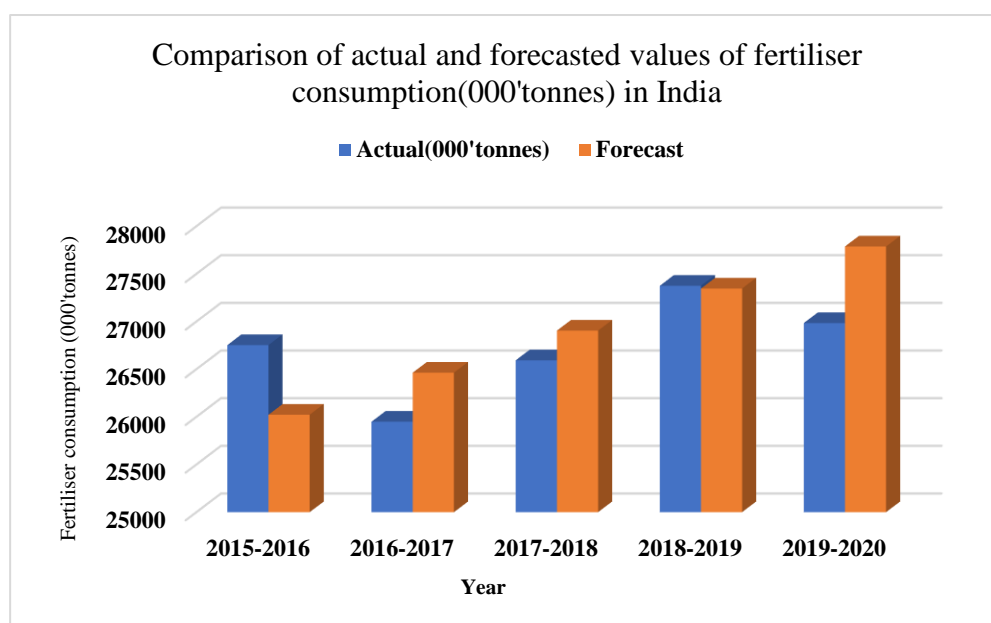 Comparison of actual and forecasted values of fertiliser
consumption(000'tonnes) in India
Actual(000'tonnes) Forecast
Fertiliser consumption (000'tonnes)
28000
27500
27000
26500
26000
25500
25000
2015-2016 2016-2017 2017-2018 2018-2019 2019-2020
Year